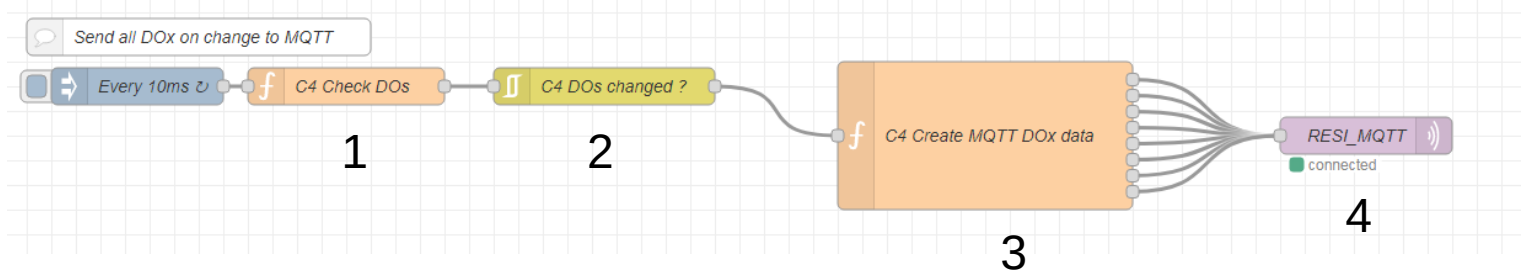 Send all DOx on change to MQTT
Every 10ms ↻
C4 Check DOs
C4 DOs changed ?
C4 Create MQTT DOx data
RESI_MQTT
connected
1
2
3
4